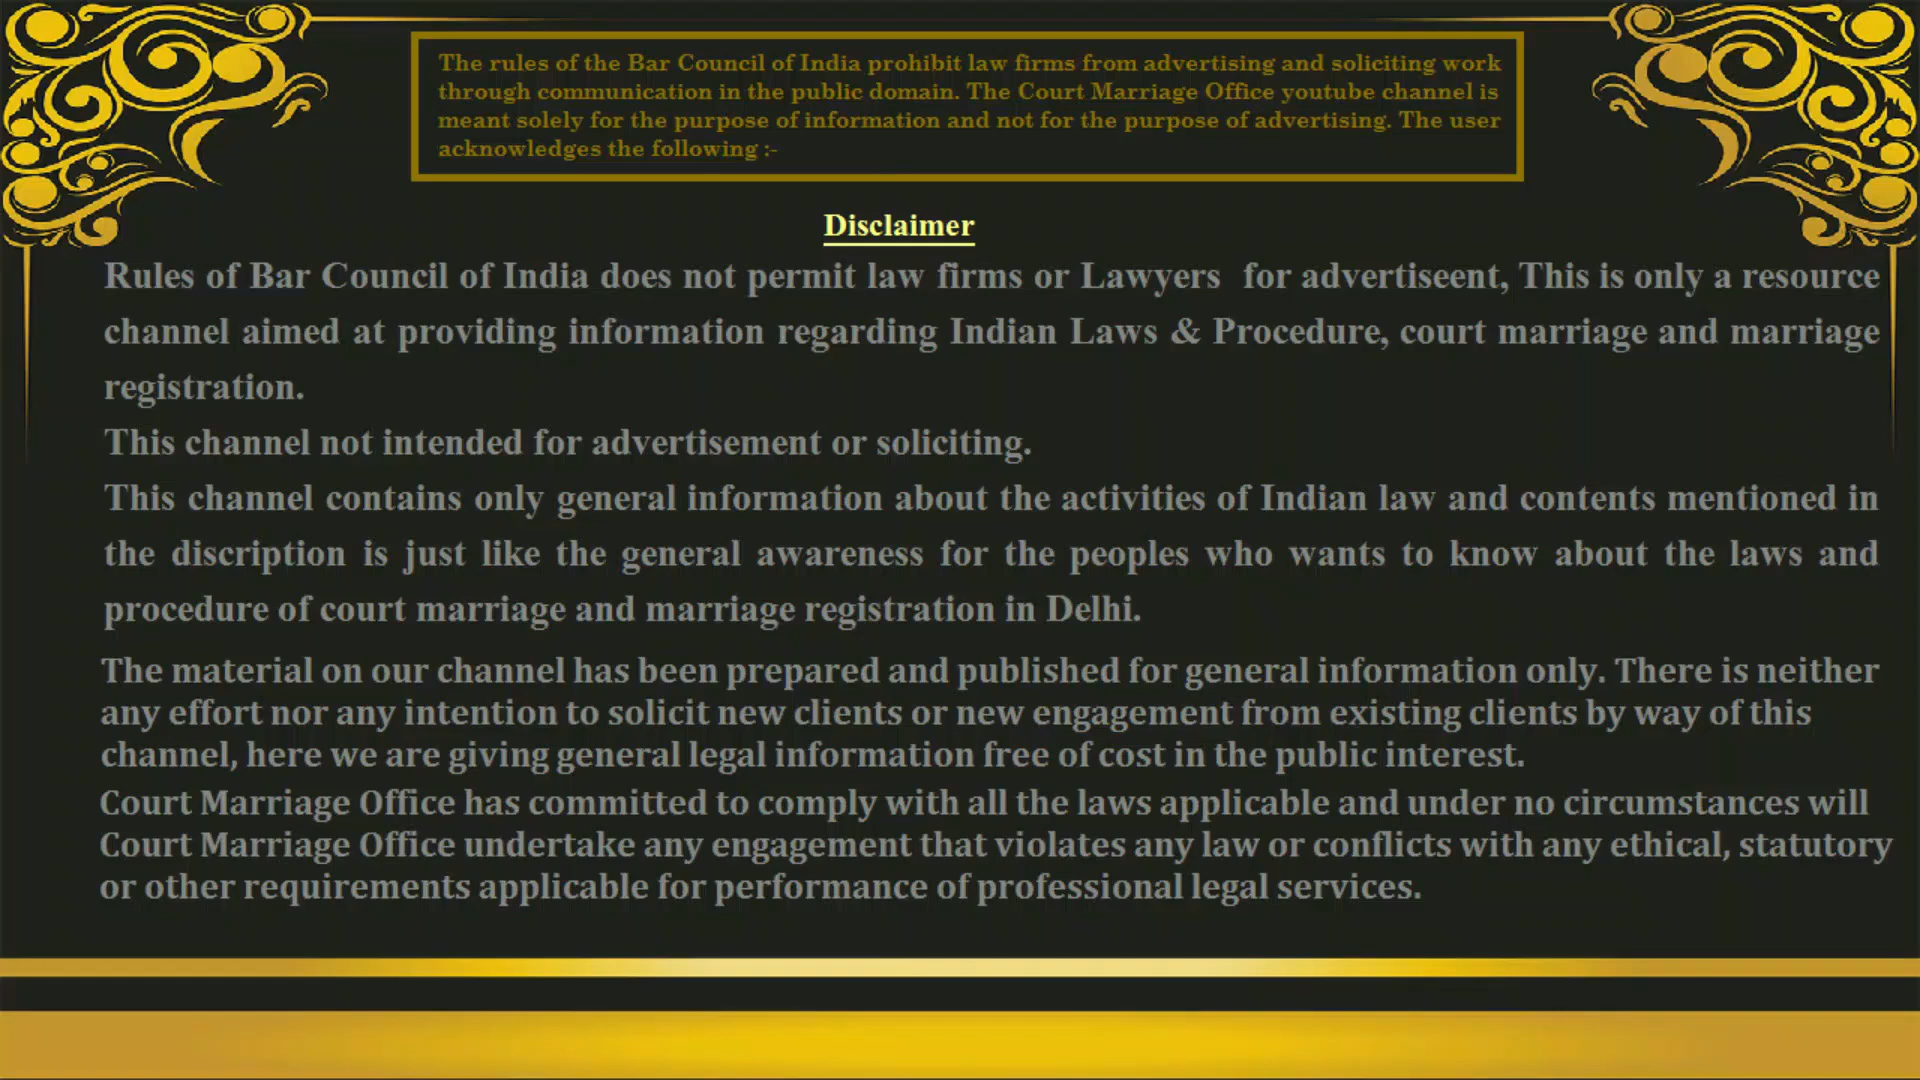 The rules of the Bar Council of India prohibit law firms from advertising and soliciting work
through communication in the public domain. The Court Marriage Office youtube channel is
meant solely for the purpose of information and not for the purpose of advertising. The user
acknowledges the following :-
Disclaimer
Rules of Bar Council of India does not permit law firms or Lawyers for advertiseent, This is only a resource
channel aimed at providing information regarding Indian Laws & Procedure, court marriage and marriage
registration.
This channel not intended for advertisement or soliciting.
This channel contains only general information about the activities of Indian law and contents mentioned in
the discription is just like the general awareness for the peoples who wants to know about the laws and
procedure of court marriage and marriage registration in Delhi.
The material on our channel has been prepared and published for general information only. There is neither
any effort nor any intention to solicit new clients or new engagement from existing clients by way of this
channel, here we are giving general legal information free of cost in the public interest.
Court Marriage Office has committed to comply with all the laws applicable and under no circumstances will
Court Marriage Office undertake any engagement that violates any law or conflicts with any ethical, statutory
or other requirements applicable for performance of professional legal services.